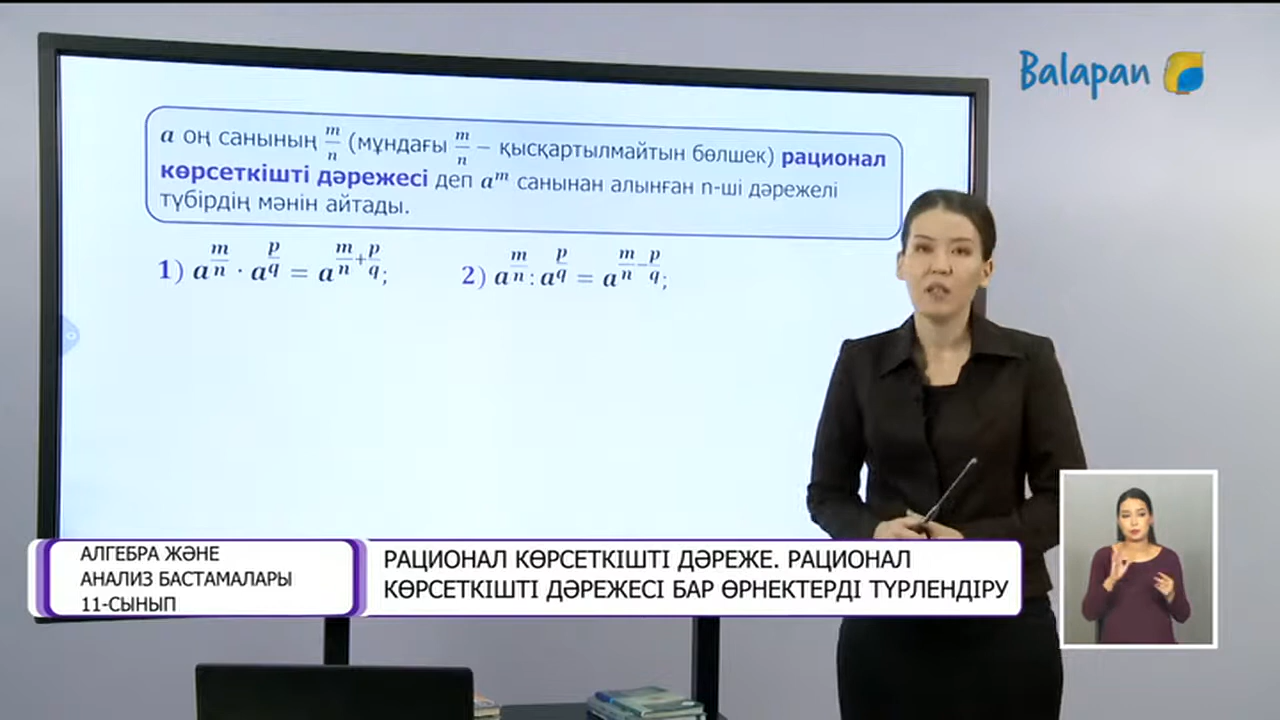 Balapan
a оң санының m/n (мұндағы m/n – қысқартылмайтын бөлшек) рационал
көрсеткішті дәрежесі деп a^m санынан алынған n-ші дәрежелі
түбірдің мәнін айтады.
1) a^(m/n) · a^(p/q) = a^(m/n+p/q); 2) a^(m/n) : a^(p/q) = a^(m/n−p/q);
АЛГЕБРА ЖӘНЕ
АНАЛИЗ БАСТАМАЛАРЫ
11-СЫНЫП
РАЦИОНАЛ КӨРСЕТКІШТІ ДӘРЕЖЕ. РАЦИОНАЛ
КӨРСЕТКІШТІ ДӘРЕЖЕСІ БАР ӨРНЕКТЕРДІ ТҮРЛЕНДІРУ